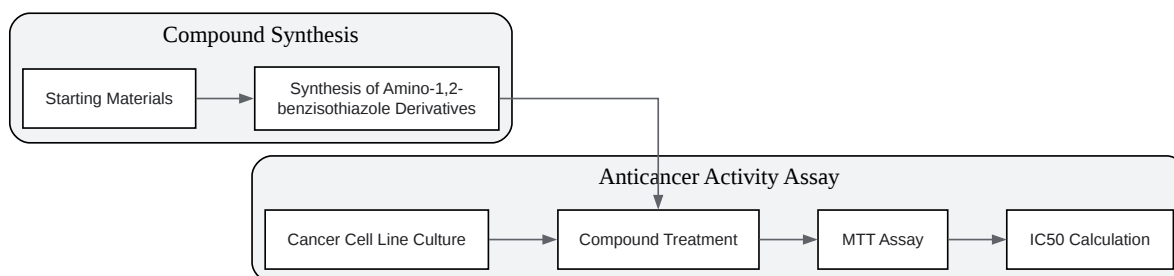 Compound Synthesis
Starting Materials
Synthesis of Amino-1,2-
benzisothiazole Derivatives
Anticancer Activity Assay
Cancer Cell Line Culture
Compound Treatment
MTT Assay
IC50 Calculation